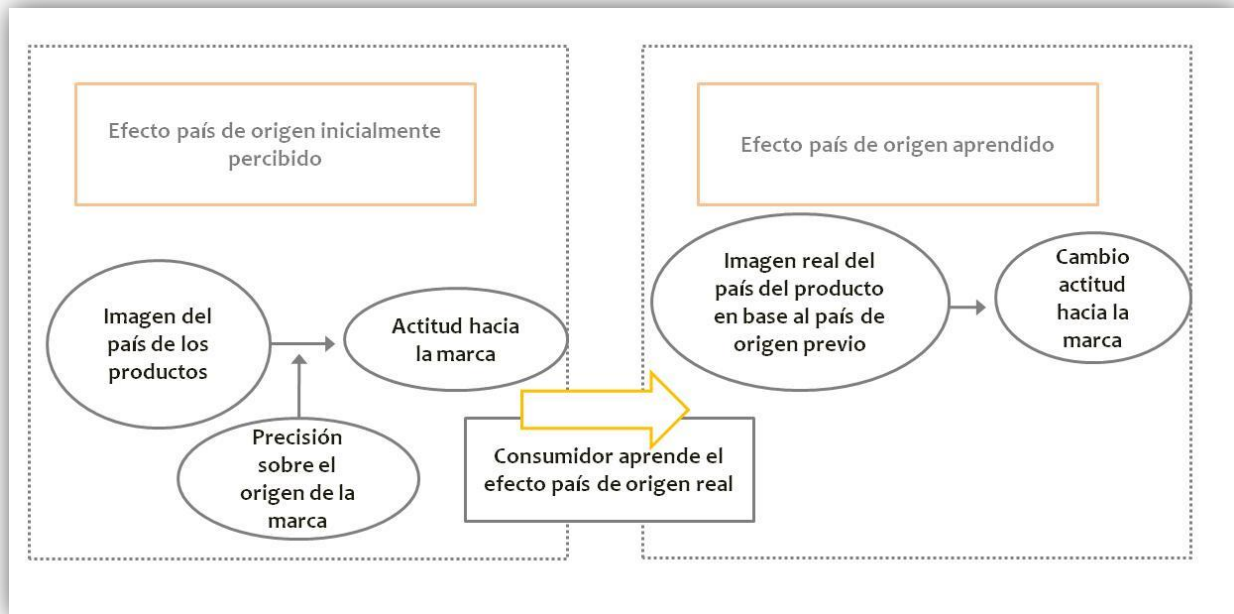 Efecto país de origen inicialmente
percibido
Imagen del
país de los
productos
Actitud hacia
la marca
Precisión
sobre el
origen de la
marca
Consumidor aprende el
efecto país de origen real
Efecto país de origen aprendido
Imagen real del
país del producto
en base al país de
origen previo
Cambio
actitud
hacia la
marca